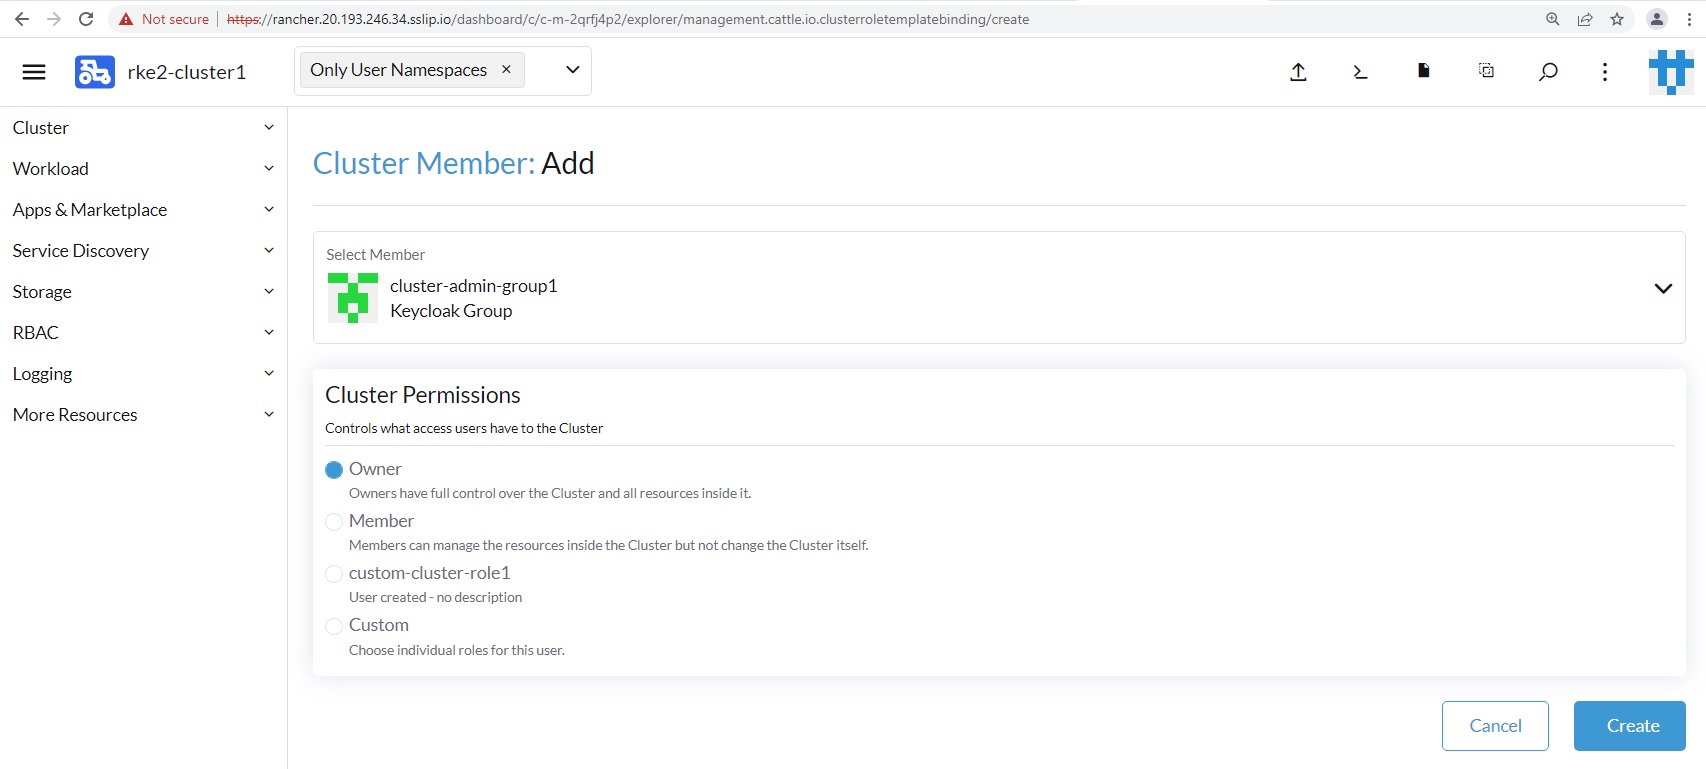 Not secure | https://rancher.20.193.246.34.sslip.io/dashboard/c/c-m-2qrfj4p2/explorer/management.cattle.io.clusterroletemplatebinding/create
rke2-cluster1
Only User Namespaces ×
Cluster
Workload
Apps & Marketplace
Service Discovery
Storage
RBAC
Logging
More Resources
Cluster Member: Add
Select Member
cluster-admin-group1
Keycloak Group
Cluster Permissions
Controls what access users have to the Cluster
Owner
Owners have full control over the Cluster and all resources inside it.
Member
Members can manage the resources inside the Cluster but not change the Cluster itself.
custom-cluster-role1
User created - no description
Custom
Choose individual roles for this user.
Cancel
Create